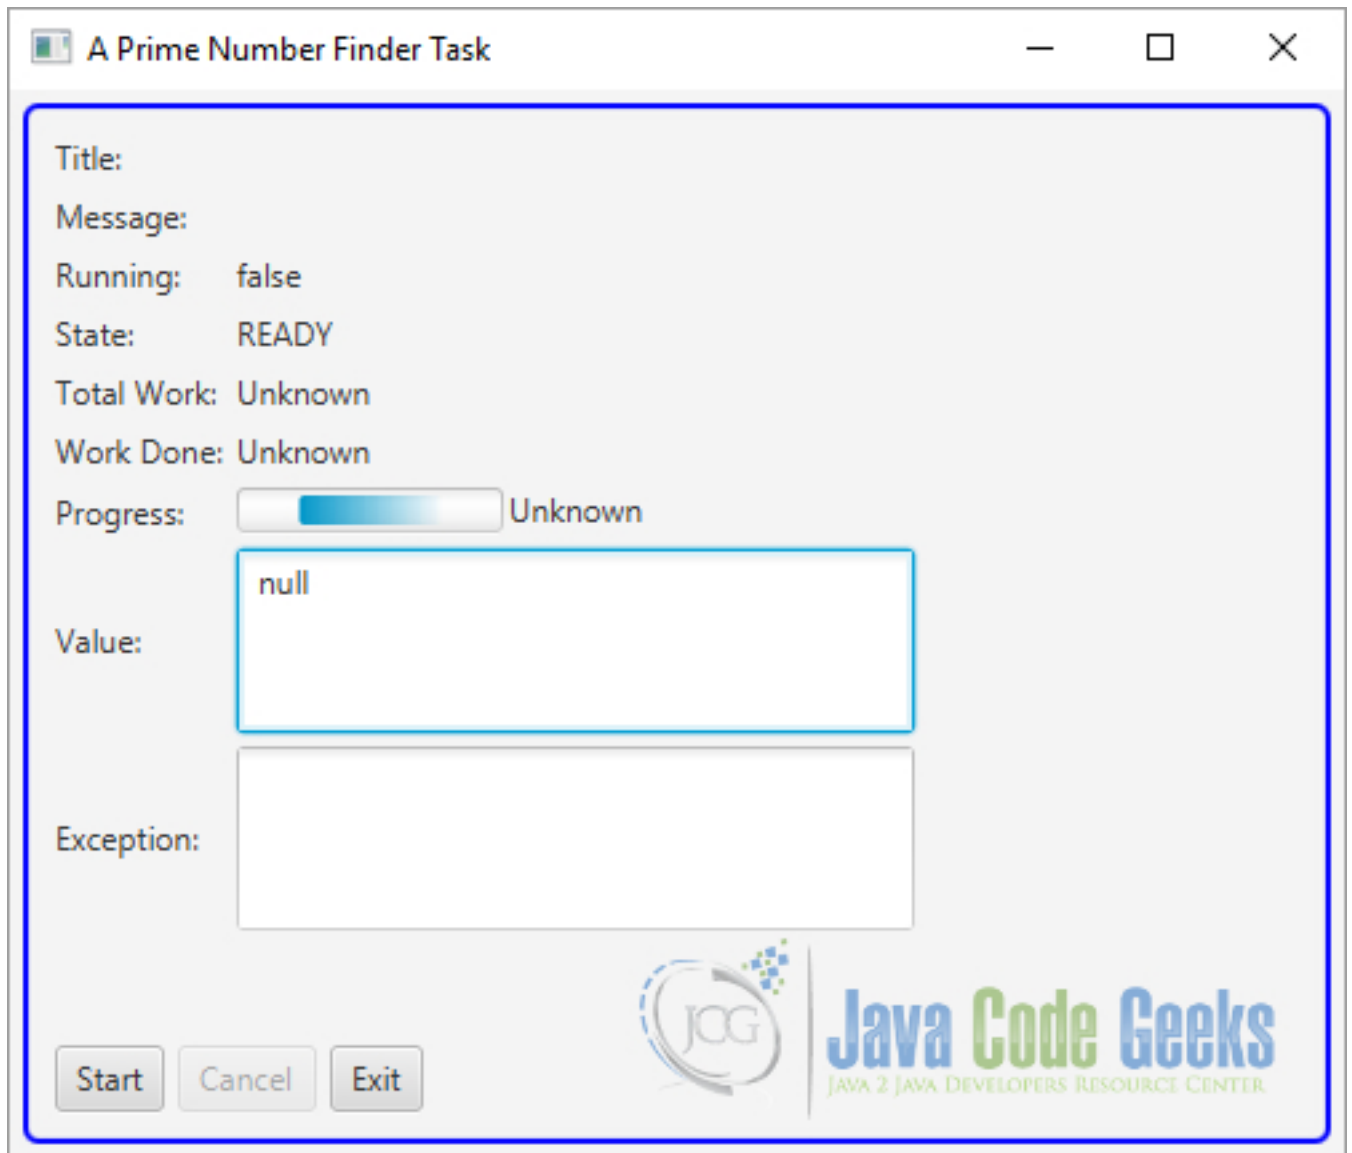 A Prime Number Finder Task
Title:
Message:
Running: false
State: READY
Total Work: Unknown
Work Done: Unknown
Progress: Unknown
null
Value:
Exception:
JCG
Java Code Geeks
JAVA 2 JAVA DEVELOPERS RESOURCE CENTER
Start Cancel Exit